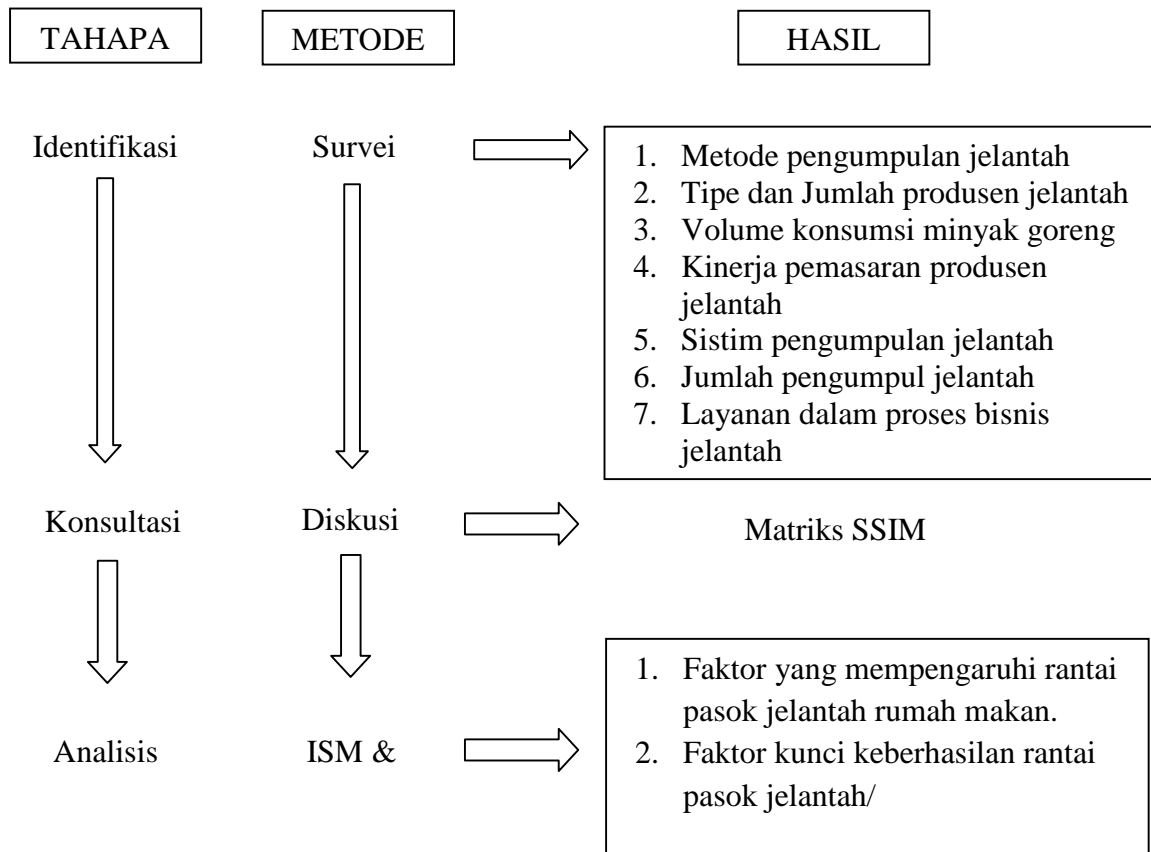 TAHAPA METODE HASIL
Identifikasi Survei
1. Metode pengumpulan jelantah
2. Tipe dan Jumlah produsen jelantah
3. Volume konsumsi minyak goreng
4. Kinerja pemasaran produsen
jelantah
5. Sistim pengumpulan jelantah
6. Jumlah pengumpul jelantah
7. Layanan dalam proses bisnis
jelantah
Konsultasi Diskusi Matriks SSIM
Analisis ISM &
1. Faktor yang mempengaruhi rantai
pasok jelantah rumah makan.
2. Faktor kunci keberhasilan rantai
pasok jelantah/